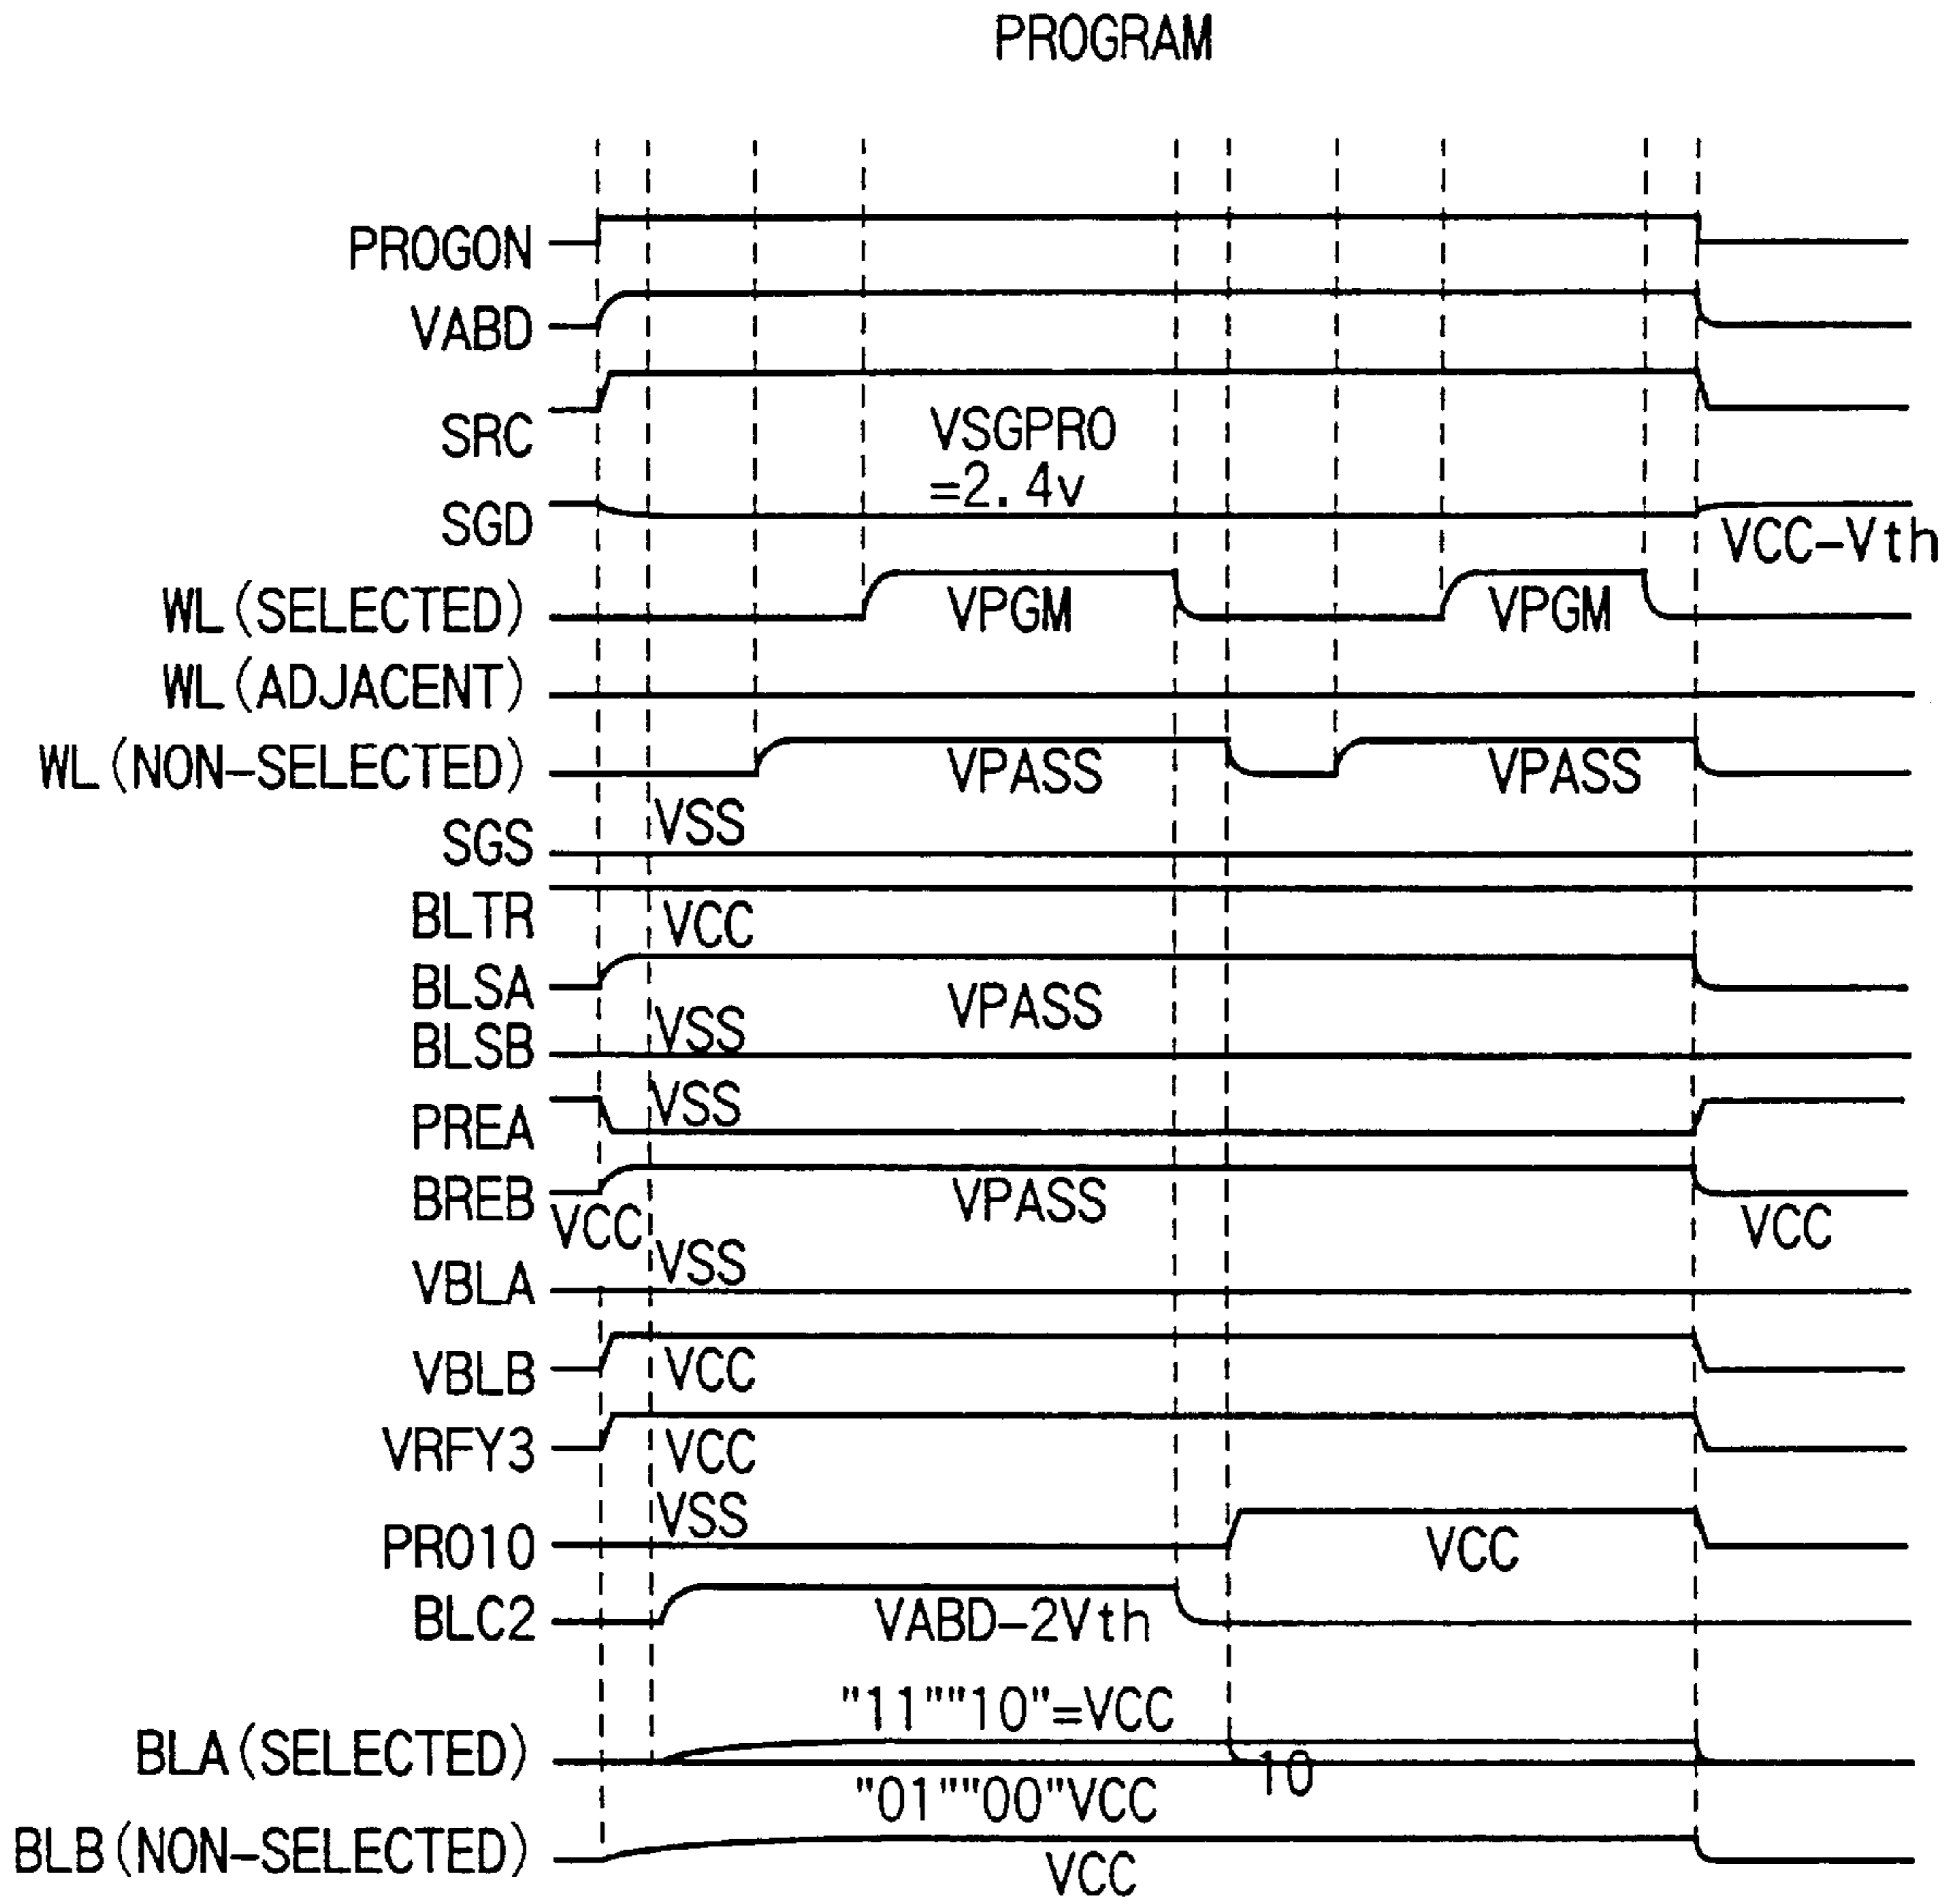 PROGRAM
PROGON
VABD
SRC
VSGPRO
=2.4v
SGD
VCC-Vth
WL(SELECTED) VPGM VPGM
WL(ADJACENT)
WL(NON-SELECTED) VPASS VPASS
SGS VSS
BLTR
VCC
BLSA VPASS
BLSB VSS
PREA VSS
BREB VPASS
VCC VCC
VBLA VSS
VBLB VCC
VRFY3 VCC
PRO10 VSS VCC
BLC2 VABD-2Vth
"11""10"=VCC
BLA(SELECTED) 10
"01""00"VCC
BLB(NON-SELECTED) VCC